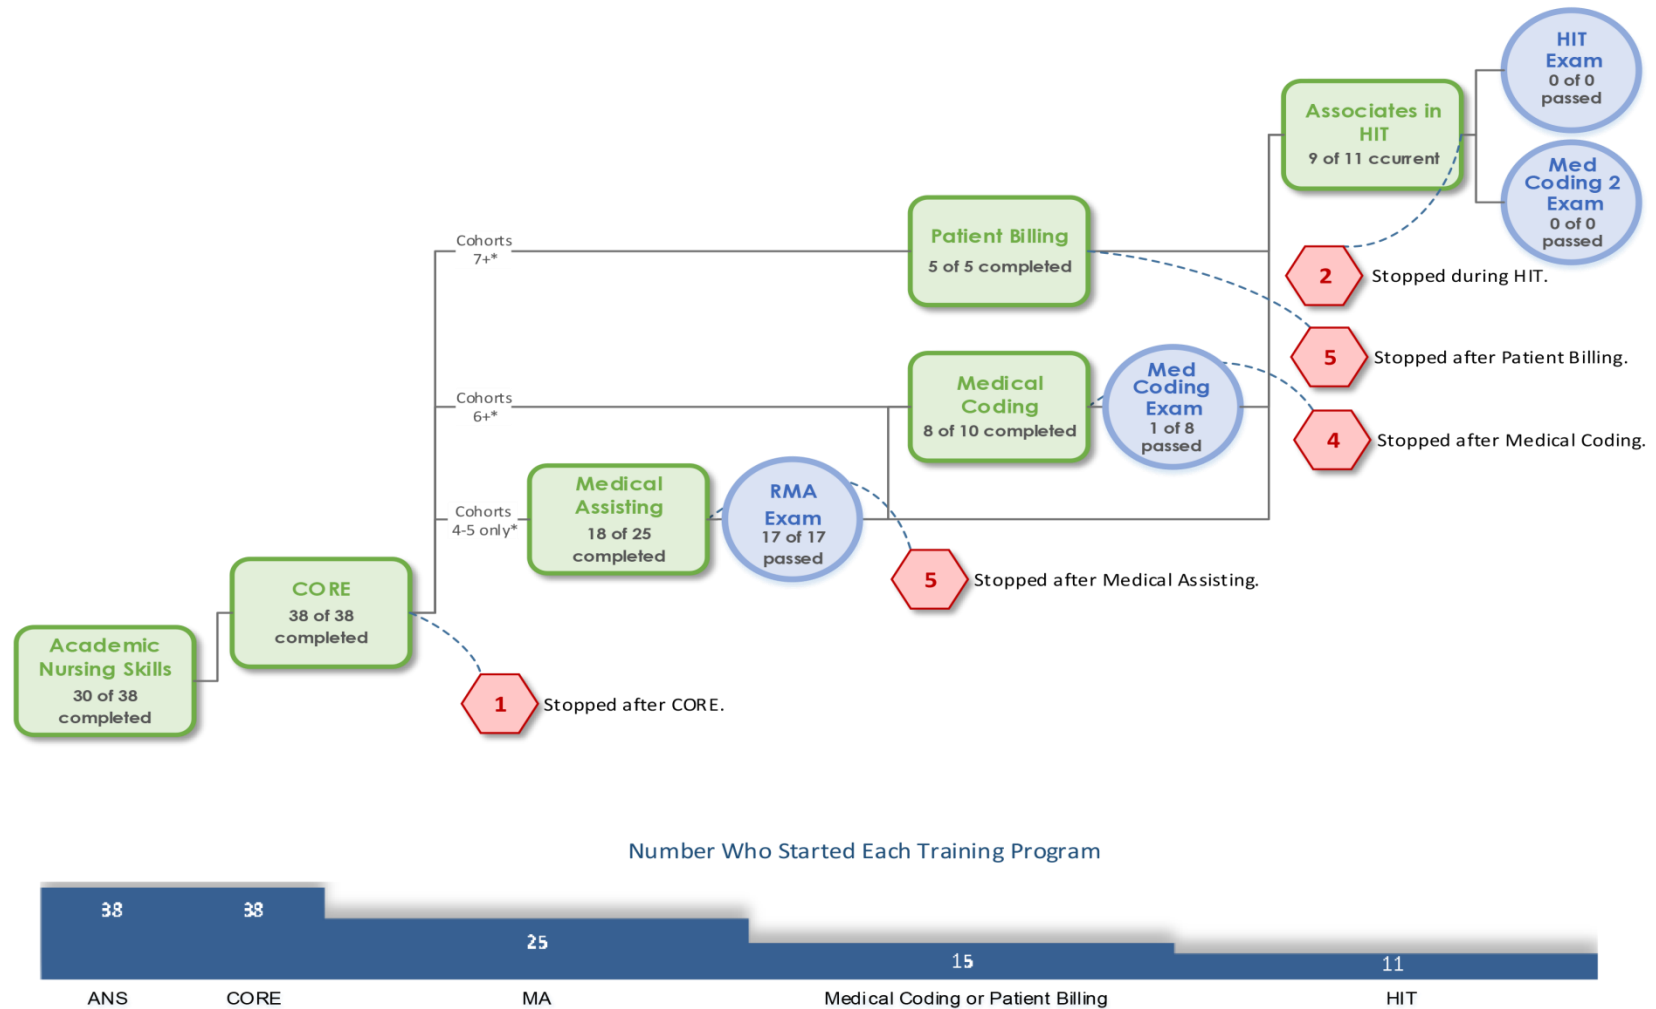 HIT
Exam
0 of 0
passed
Associates in
HIT
9 of 11 ccurrent
Med
Coding 2
Exam
0 of 0
passed
2
Stopped during HIT.
Cohorts
7+*
Patient Billing
5 of 5 completed
5
Stopped after Patient Billing.
Cohorts
6+*
Medical
Coding
8 of 10 completed
Med
Coding
Exam
1 of 8
passed
4
Stopped after Medical Coding.
Cohorts
4-5 only*
Medical
Assisting
18 of 25
completed
RMA
Exam
17 of 17
passed
5
Stopped after Medical Assisting.
CORE
38 of 38
completed
Academic
Nursing Skills
30 of 38
completed
1
Stopped after CORE.
Number Who Started Each Training Program
38
38
25
15
11
ANS
CORE
MA
Medical Coding or Patient Billing
HIT